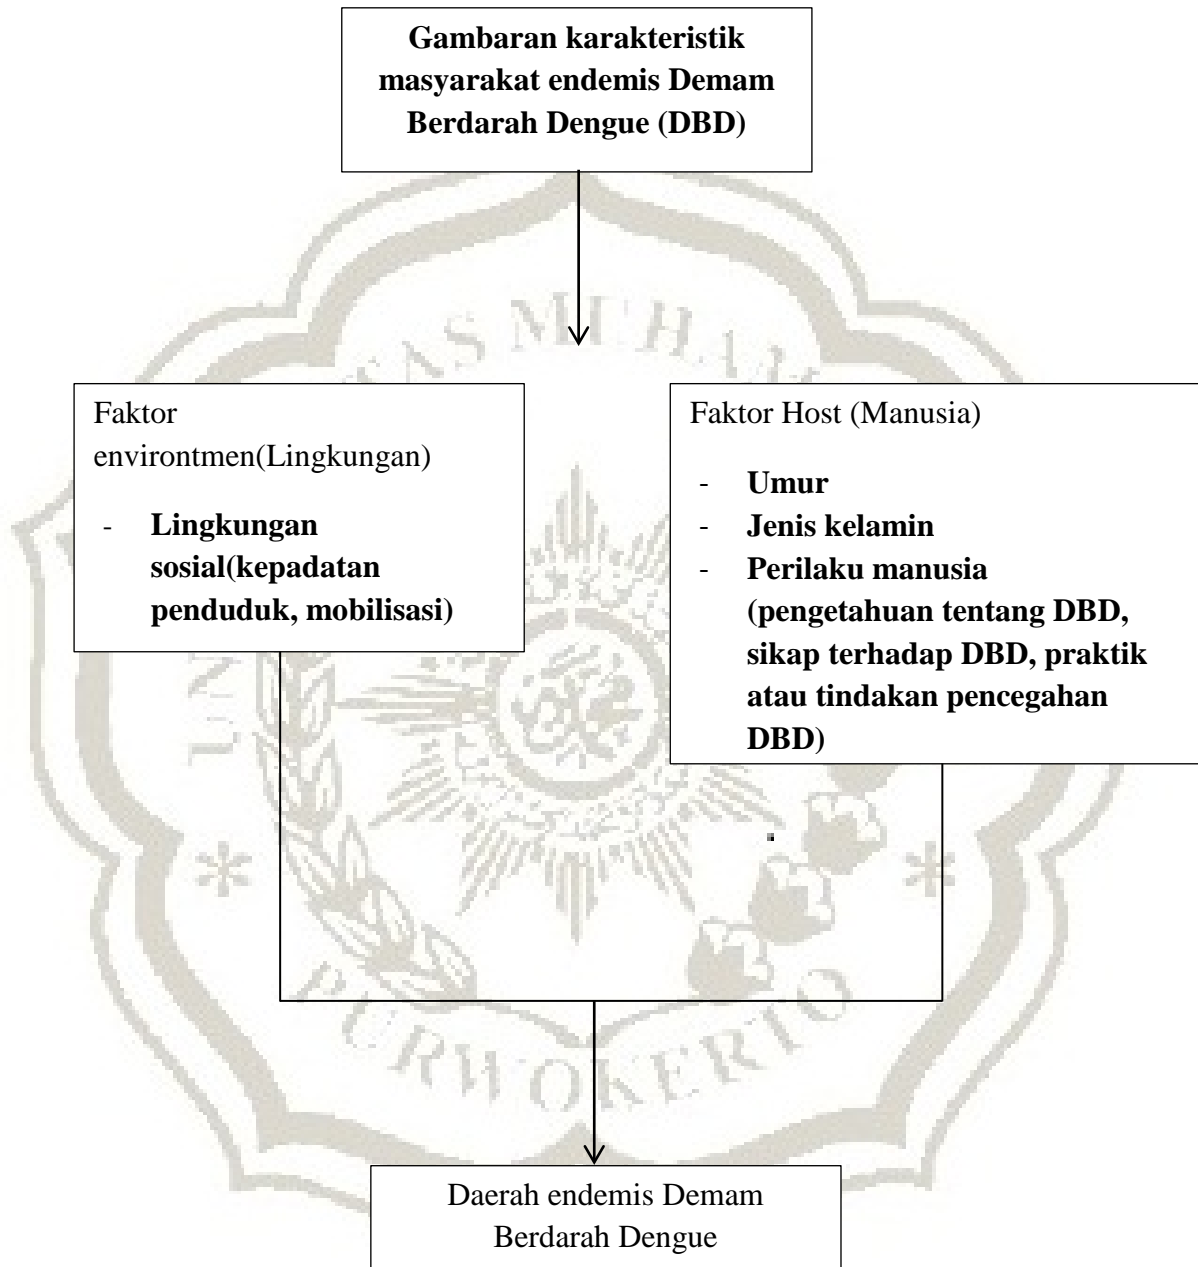 Gambaran karakteristik
masyarakat endemis Demam
Berdarah Dengue (DBD)
Faktor
environtmen(Lingkungan)
- Lingkungan
sosial(kepadatan
penduduk, mobilisasi)
Faktor Host (Manusia)
- Umur
- Jenis kelamin
- Perilaku manusia
(pengetahuan tentang DBD,
sikap terhadap DBD, praktik
atau tindakan pencegahan
DBD)
PURWOKERTO
Daerah endemis Demam
Berdarah Dengue